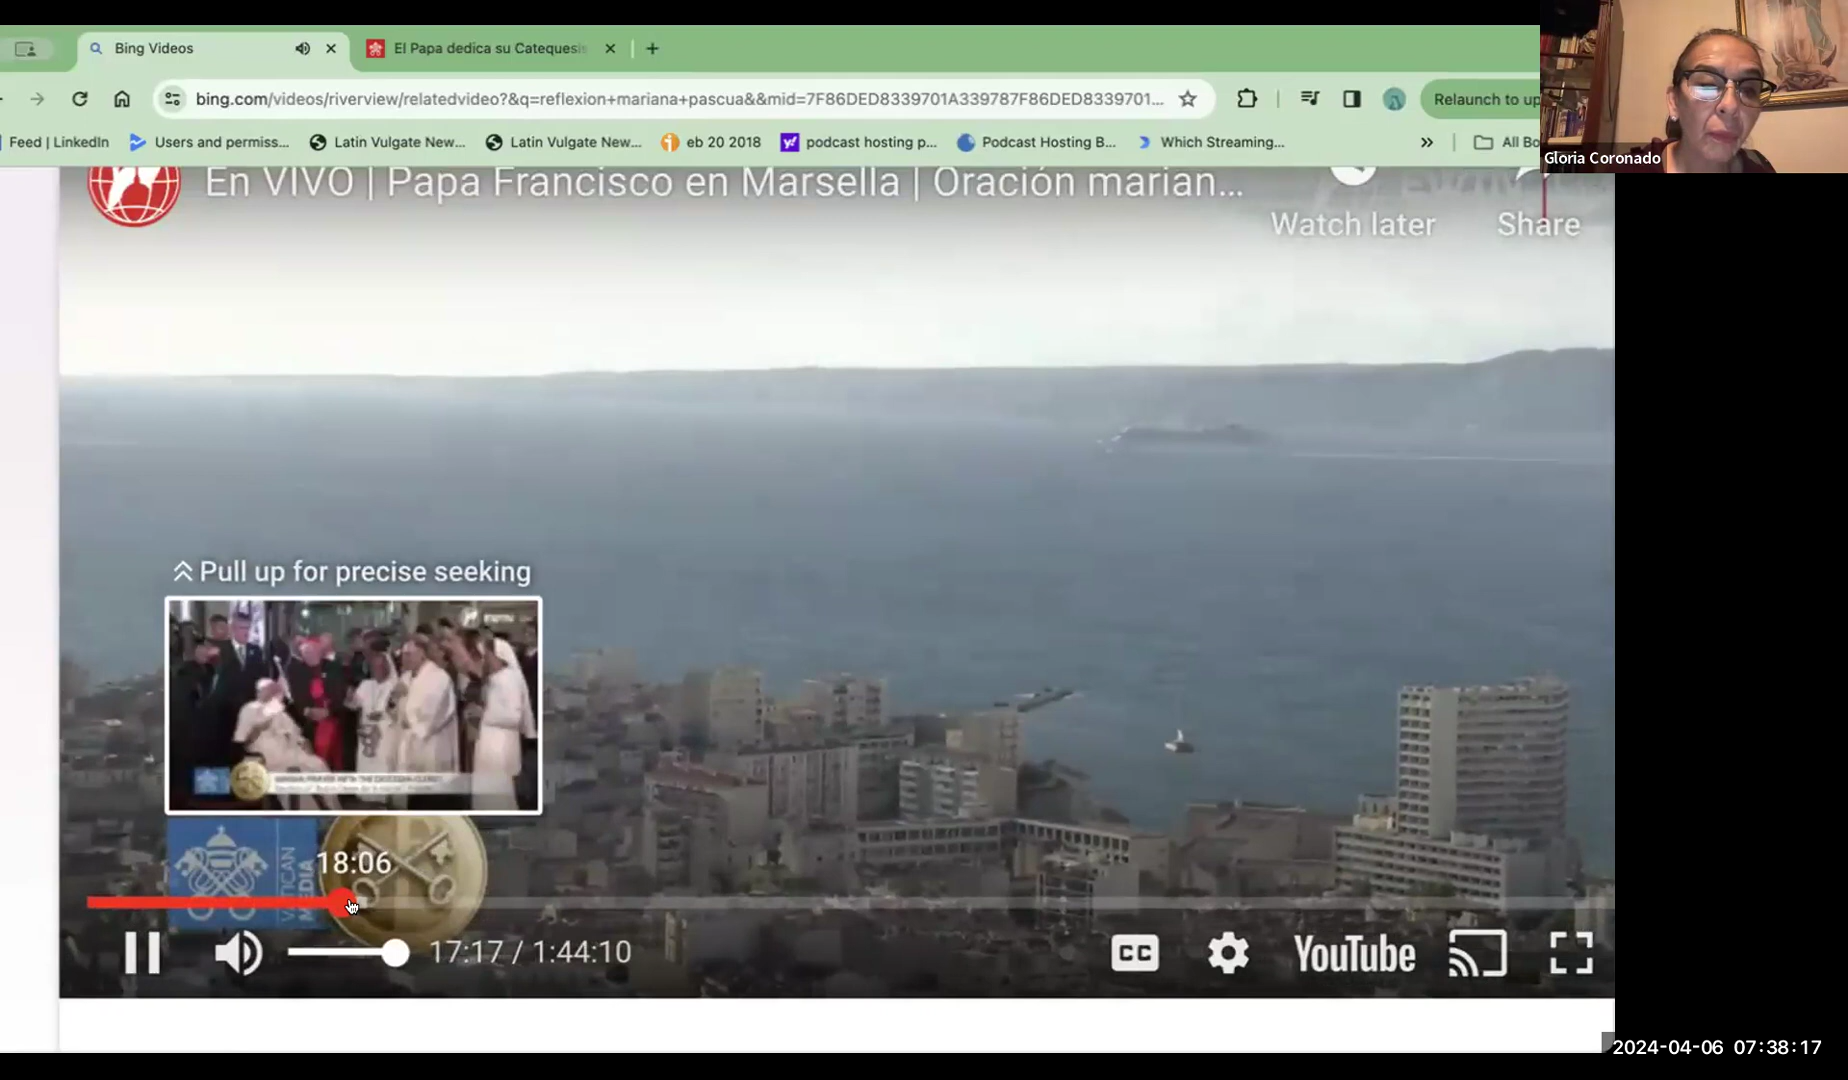 Bing Videos
El Papa dedica su Catequesis
bing.com/videos/riverview/relatedvideo?&q=reflexion+mariana+pascua&&mid=7F86DED8339701A339787F86DED8339701...
Relaunch to up
Feed | LinkedIn
Users and permiss...
Latin Vulgate New...
Latin Vulgate New...
eb 20 2018
podcast hosting p...
Podcast Hosting B...
Which Streaming...
»
All Bo
Gloria Coronado
En VIVO | Papa Francisco en Marsella | Oración marian...
Watch later
Share
Pull up for precise seeking
VATICAN
MEDIA
18:06
17:17 / 1:44:10
CC
YouTube
2024-04-06 07:38:17